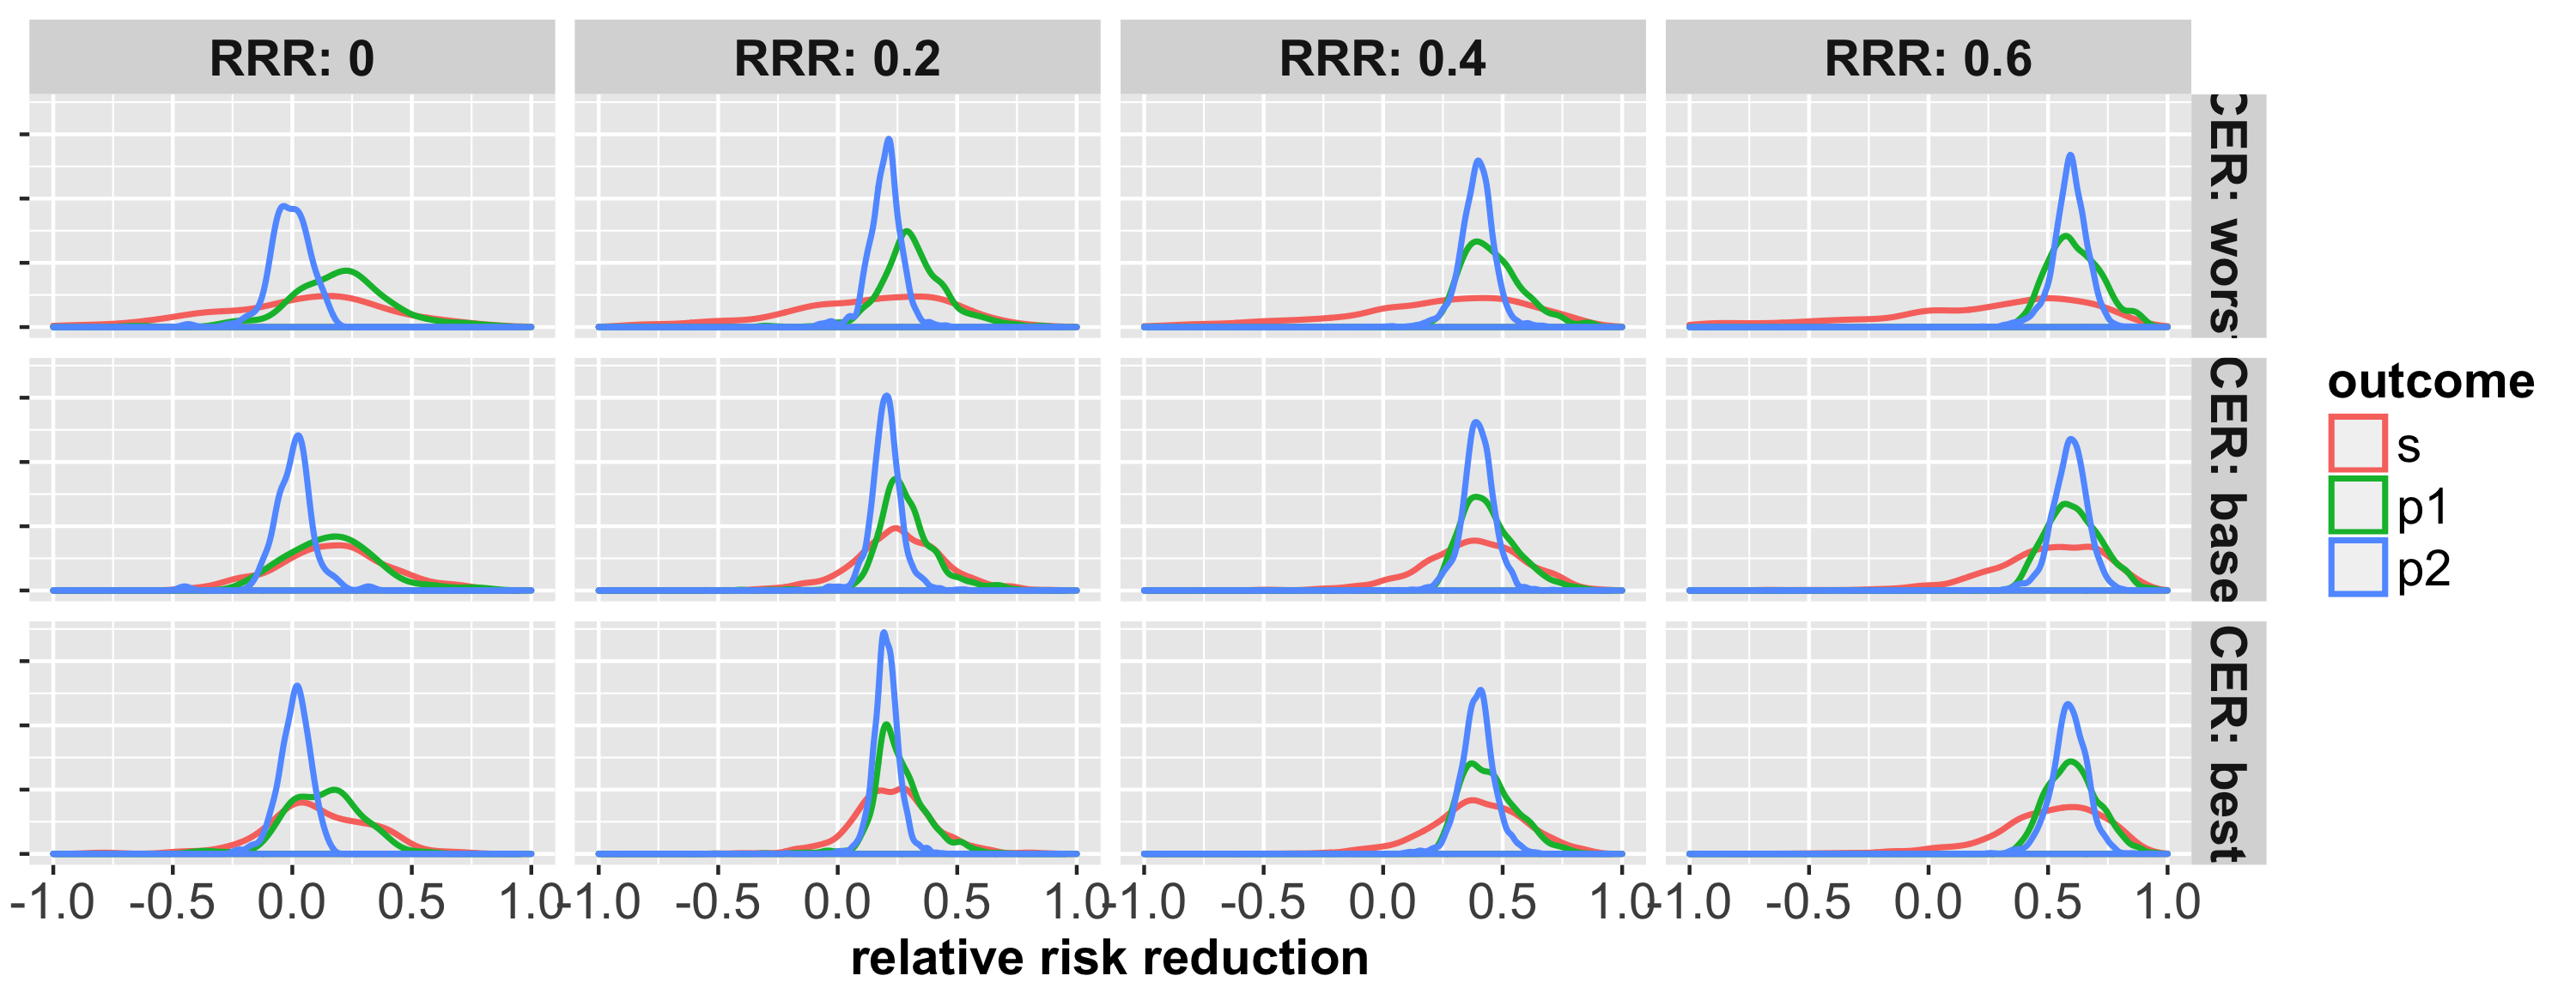 RRR: 0
RRR: 0.2
RRR: 0.4
RRR: 0.6
CER: wors
CER: base
CER: best
outcome
s
p1
p2
-1.0 -0.5 0.0 0.5 1.0
-1.0 -0.5 0.0 0.5 1.0
-1.0 -0.5 0.0 0.5 1.0
-1.0 -0.5 0.0 0.5 1.0
relative risk reduction